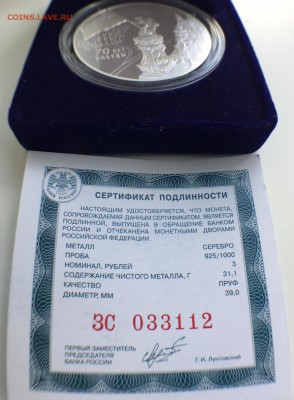 COINS.LAVE.RU
70 ЛЕТ
СЕРТИФИКАТ ПОДЛИННОСТИ
НАСТОЯЩИМ УДОСТОВЕРЯЕТСЯ, ЧТО МОНЕТА,
СОПРОВОЖДАЕМАЯ ДАННЫМ СЕРТИФИКАТОМ, ЯВЛЯЕТСЯ
ПОДЛИННОЙ, ВЫПУЩЕНА В ОБРАЩЕНИЕ БАНКОМ
РОССИИ И ОТЧЕКАНЕНА МОНЕТНЫМИ ДВОРАМИ
РОССИЙСКОЙ ФЕДЕРАЦИИ.
МЕТАЛЛ СЕРЕБРО
ПРОБА 925/1000
НОМИНАЛ, РУБЛЕЙ 3
СОДЕРЖАНИЕ ЧИСТОГО МЕТАЛЛА, Г 31,1
КАЧЕСТВО ПРУФ
ДИАМЕТР, ММ 39,0
ЗС 033112
ПЕРВЫЙ ЗАМЕСТИТЕЛЬ
ПРЕДСЕДАТЕЛЯ
БАНКА РОССИИ
Г. И. Лунтовский